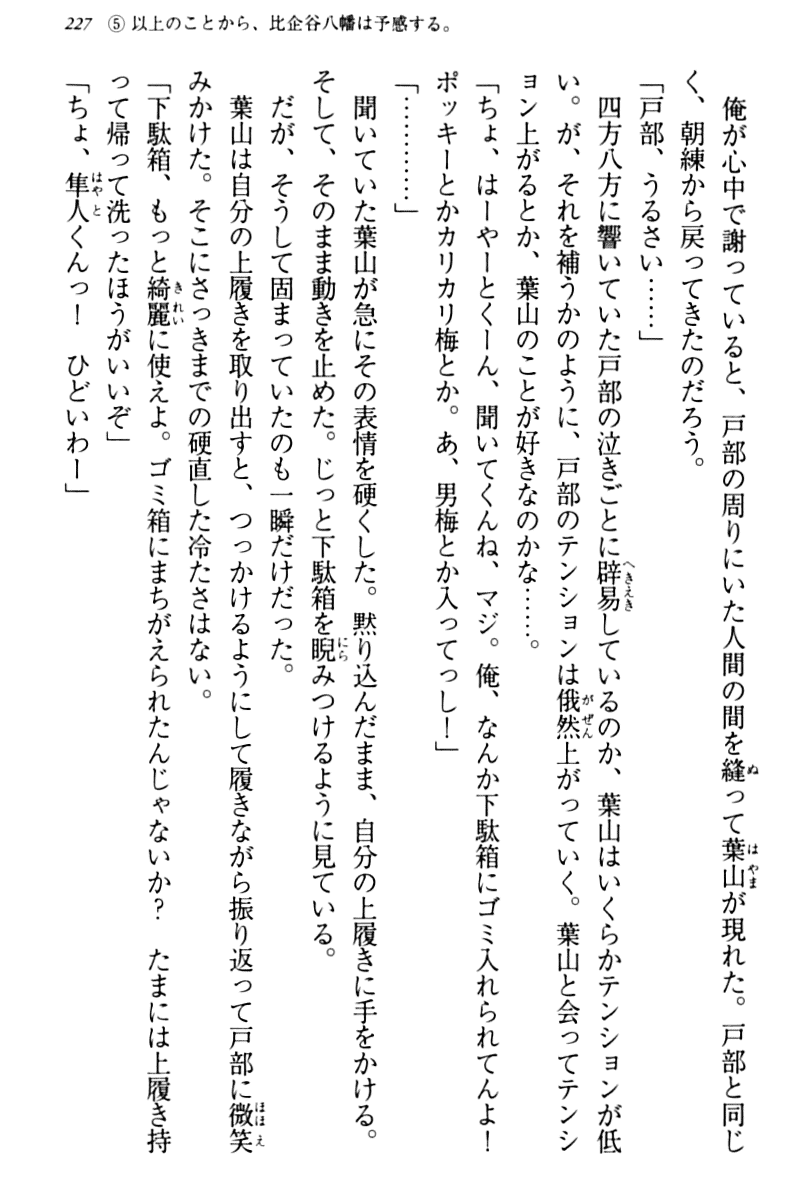 227 ⑤ 以上のことから、比企谷八幡は予感する。
　俺が心中で謝っていると、戸部の周りにいた人間の間を縫って葉山が現れた。戸部と同じ
く、朝練から戻ってきたのだろう。
「戸部、うるさい……」
　四方八方に響いていた戸部の泣きごとに辟易しているのか、葉山はいくらかテンションが低
い。が、それを補うかのように、戸部のテンションは俄然上がっていく。葉山と会ってテンシ
ョン上がるとか、葉山のことが好きなのかな……。
「ちょ、はーやーとくーん、聞いてくんね、マジ。俺、なんか下駄箱にゴミ入れられてんよ！
ポッキーとかカリカリ梅とか。あ、男梅とか入ってっし！」
「…………」
　聞いていた葉山が急にその表情を硬くした。黙り込んだまま、自分の上履きに手をかける。
そして、そのまま動きを止めた。じっと下駄箱を睨みつけるように見ている。
　だが、そうして固まっていたのも一瞬だけだった。
　葉山は自分の上履きを取り出すと、つっかけるようにして履きながら振り返って戸部に微笑
みかけた。そこにさっきまでの硬直した冷たさはない。
「下駄箱、もっと綺麗に使えよ。ゴミ箱にまちがえられたんじゃないか？　たまには上履き持
って帰って洗ったほうがいいぞ」
「ちょ、隼人くんっ！　ひどいわー」